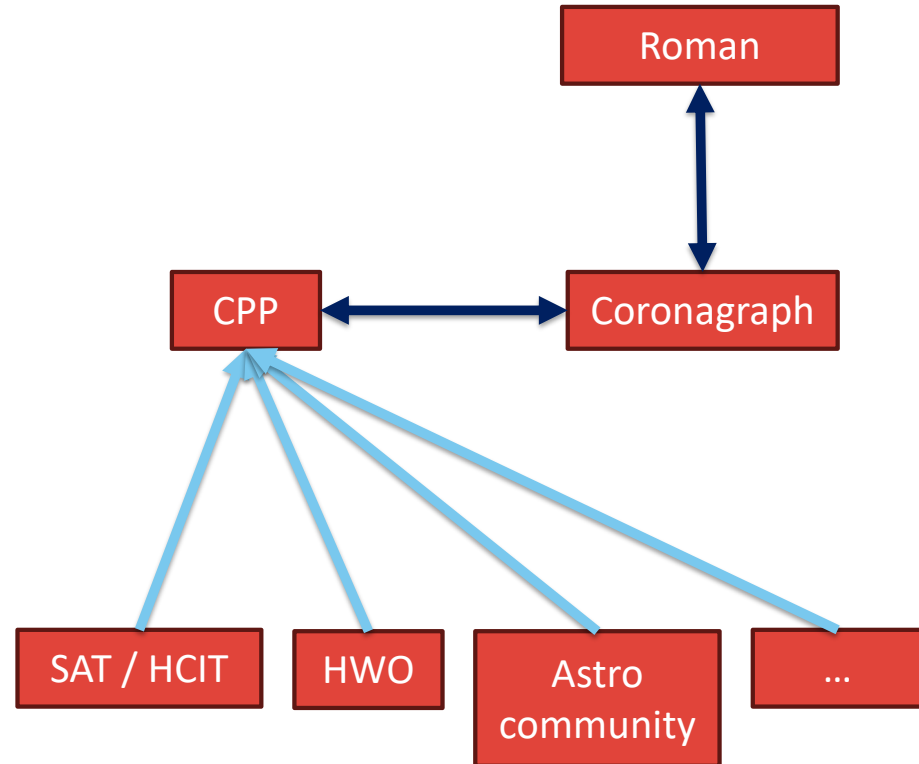 Roman
CPP
Coronagraph
SAT / HCIT
HWO
Astro
community
...